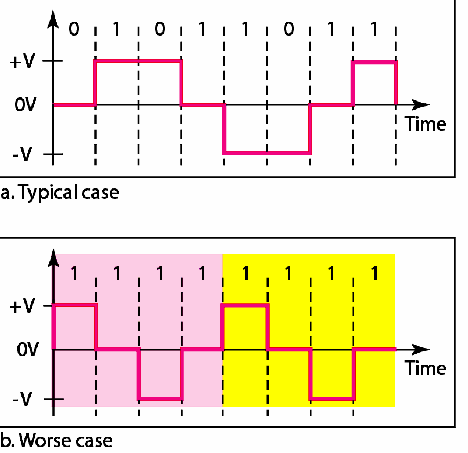 0 1 0 1 1 0 1 1
+V
0V
Time
-V
a. Typical case
1 1 1 1 1 1 1 1
+V
0V
Time
-V
b. Worse case